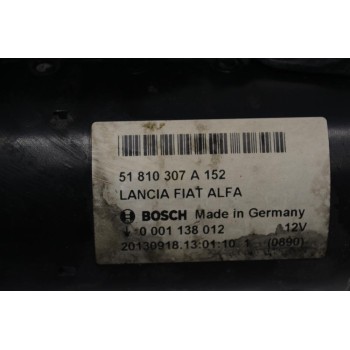 51 810 307 A 152
LANCIA FIAT ALFA
BOSCH Made in Germany
0 001 138 012 12V
20130918.13:01:10. 1 (0690)